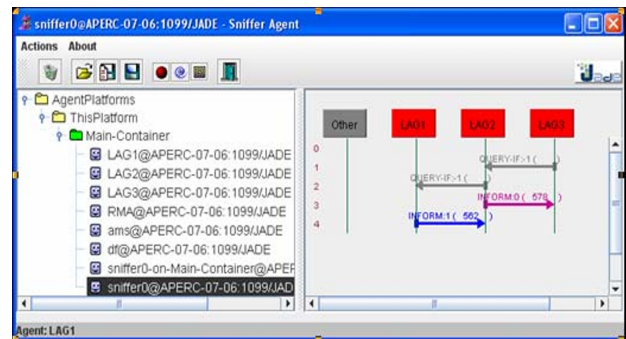 sniffer0@APERC-07-06:1099/JADE - Sniffer Agent
Actions About
Jade
AgentPlatforms
ThisPlatform
Main-Container
LAG1@APERC-07-06:1099/JADE
LAG2@APERC-07-06:1099/JADE
LAG3@APERC-07-06:1099/JADE
RMA@APERC-07-06:1099/JADE
ams@APERC-07-06:1099/JADE
df@APERC-07-06:1099/JADE
sniffer0-on-Main-Container@APER
sniffer0@APERC-07-06:1099/JAD
Other LAG1 LAG2 LAG3
0
QUERY-IF:-1 ( )
1
QUERY-IF:-1 ( )
2
INFORM:0 ( 578 )
3
INFORM:1 ( 562 )
4
Agent: LAG1